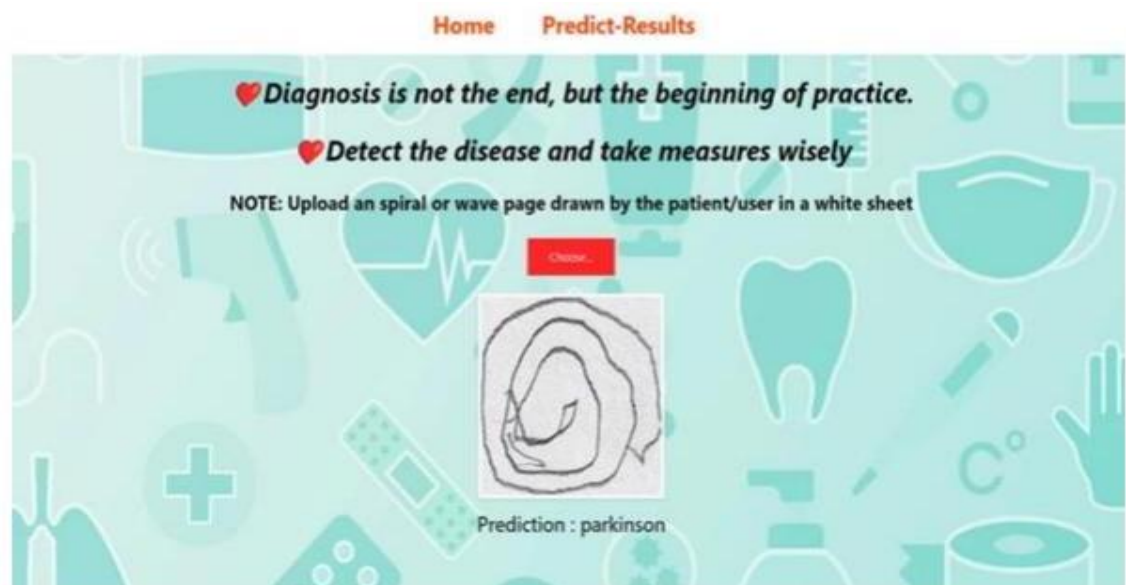 Home Predict-Results
❤Diagnosis is not the end, but the beginning of practice.
❤Detect the disease and take measures wisely
NOTE: Upload an spiral or wave page drawn by the patient/user in a white sheet
Choose...
Prediction : parkinson
C°